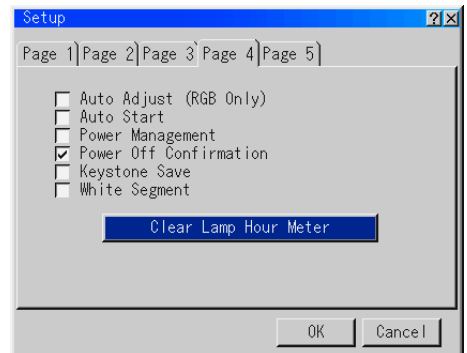 Setup
Page 1 Page 2 Page 3 Page 4 Page 5
Auto Adjust (RGB Only)
Auto Start
Power Management
Power Off Confirmation
Keystone Save
White Segment
Clear Lamp Hour Meter
OK Cancel